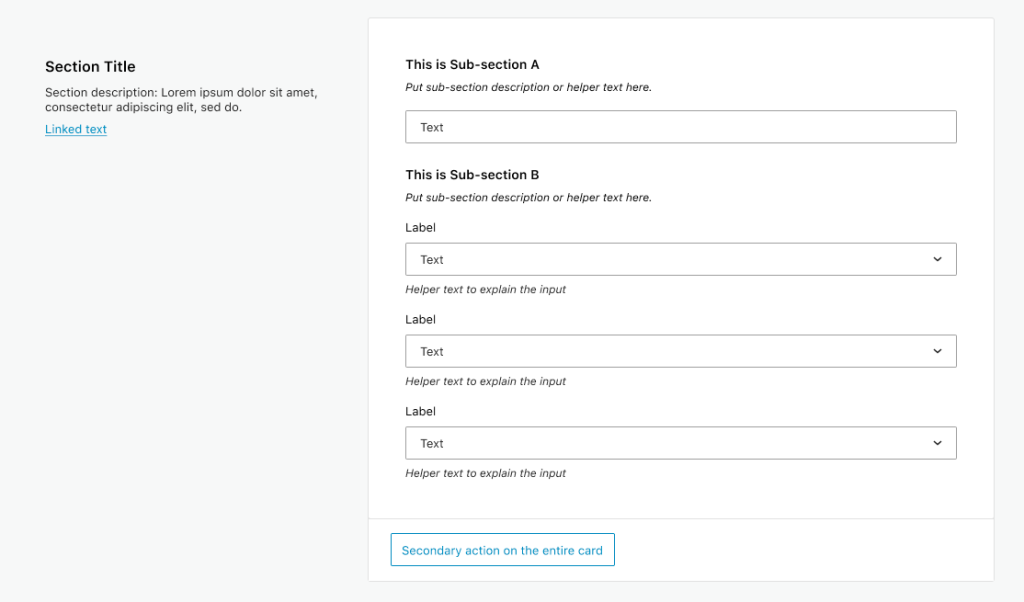 Section Title
Section description: Lorem ipsum dolor sit amet,
consectetur adipiscing elit, sed do.
Linked text
This is Sub-section A
Put sub-section description or helper text here.
Text
This is Sub-section B
Put sub-section description or helper text here.
Label
Text
Helper text to explain the input
Label
Text
Helper text to explain the input
Label
Text
Helper text to explain the input
Secondary action on the entire card